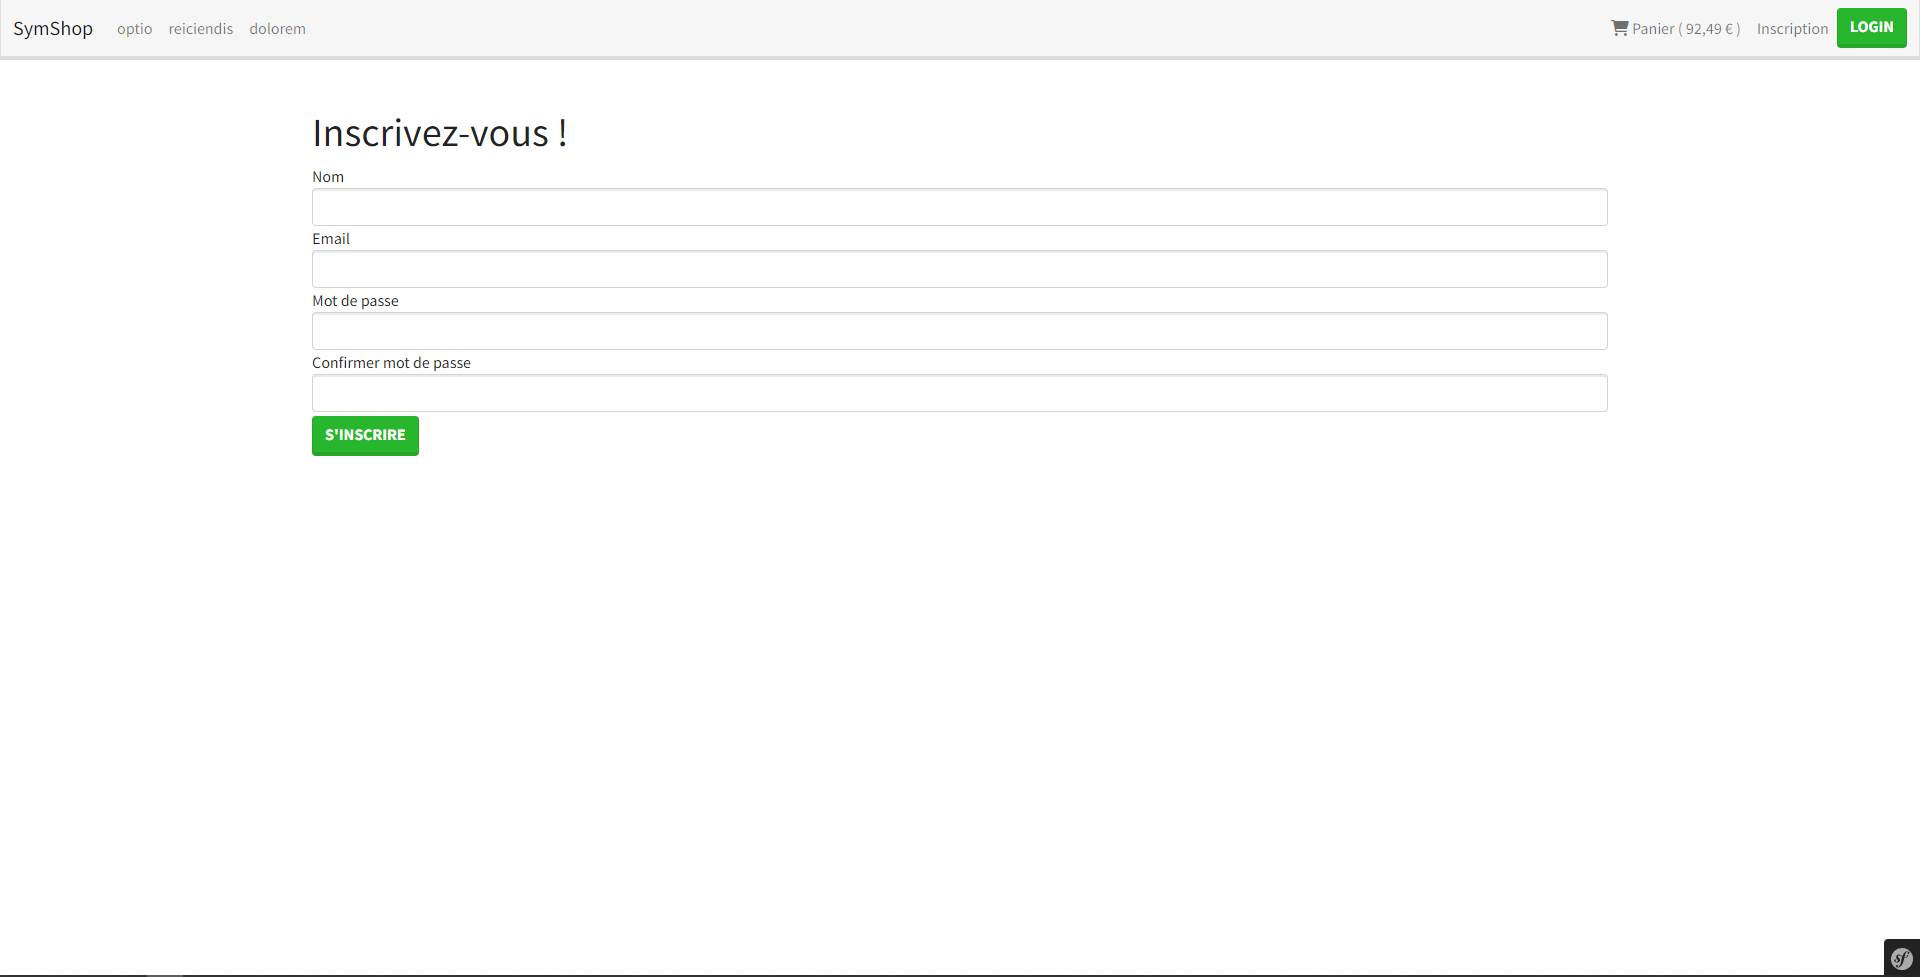 SymShop optio reiciendis dolorem Panier ( 92,49 € ) Inscription LOGIN
Inscrivez-vous !
Nom
Email
Mot de passe
Confirmer mot de passe
S'INSCRIRE
sf